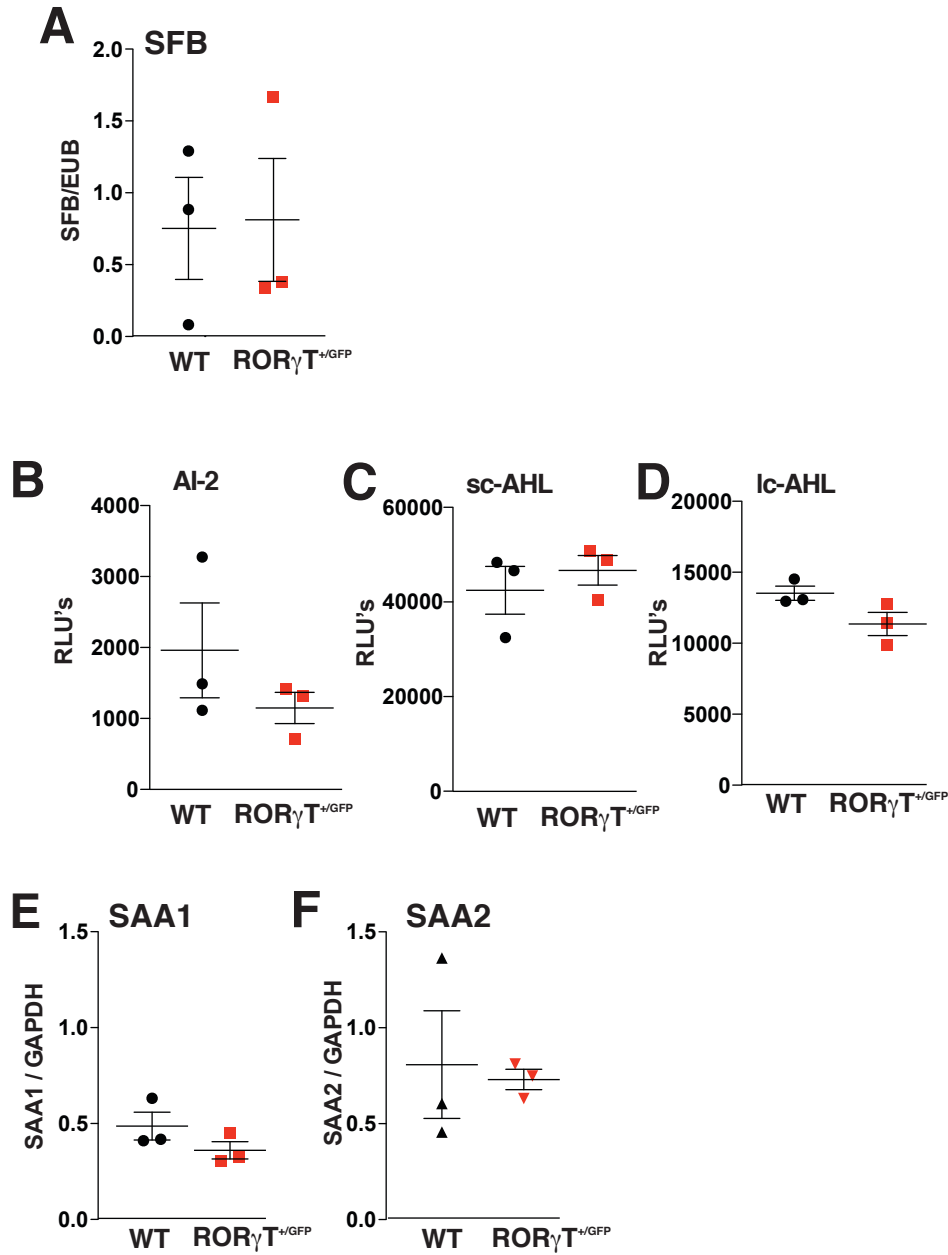 A
SFB
SFB/EUB
2.0
1.5
1.0
0.5
0.0
WT
RORγT+/GFP
B
AI-2
RLU's
4000
3000
2000
1000
0
WT
RORγT+/GFP
C
sc-AHL
RLU's
60000
40000
20000
0
WT
RORγT+/GFP
D
lc-AHL
RLU's
20000
15000
10000
5000
0
WT
RORγT+/GFP
E
SAA1
SAA1 / GAPDH
1.5
1.0
0.5
0.0
WT
RORγT+/GFP
F
SAA2
SAA2 / GAPDH
1.5
1.0
0.5
0.0
WT
RORγT+/GFP